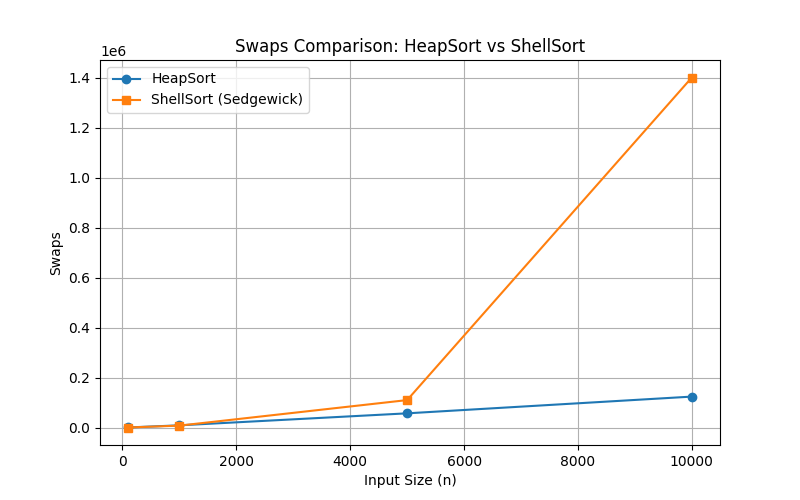 Swaps Comparison: HeapSort vs ShellSort
1e6
HeapSort
ShellSort (Sedgewick)
1.4
1.2
1.0
0.8
0.6
0.4
0.2
0.0
Swaps
0 2000 4000 6000 8000 10000
Input Size (n)